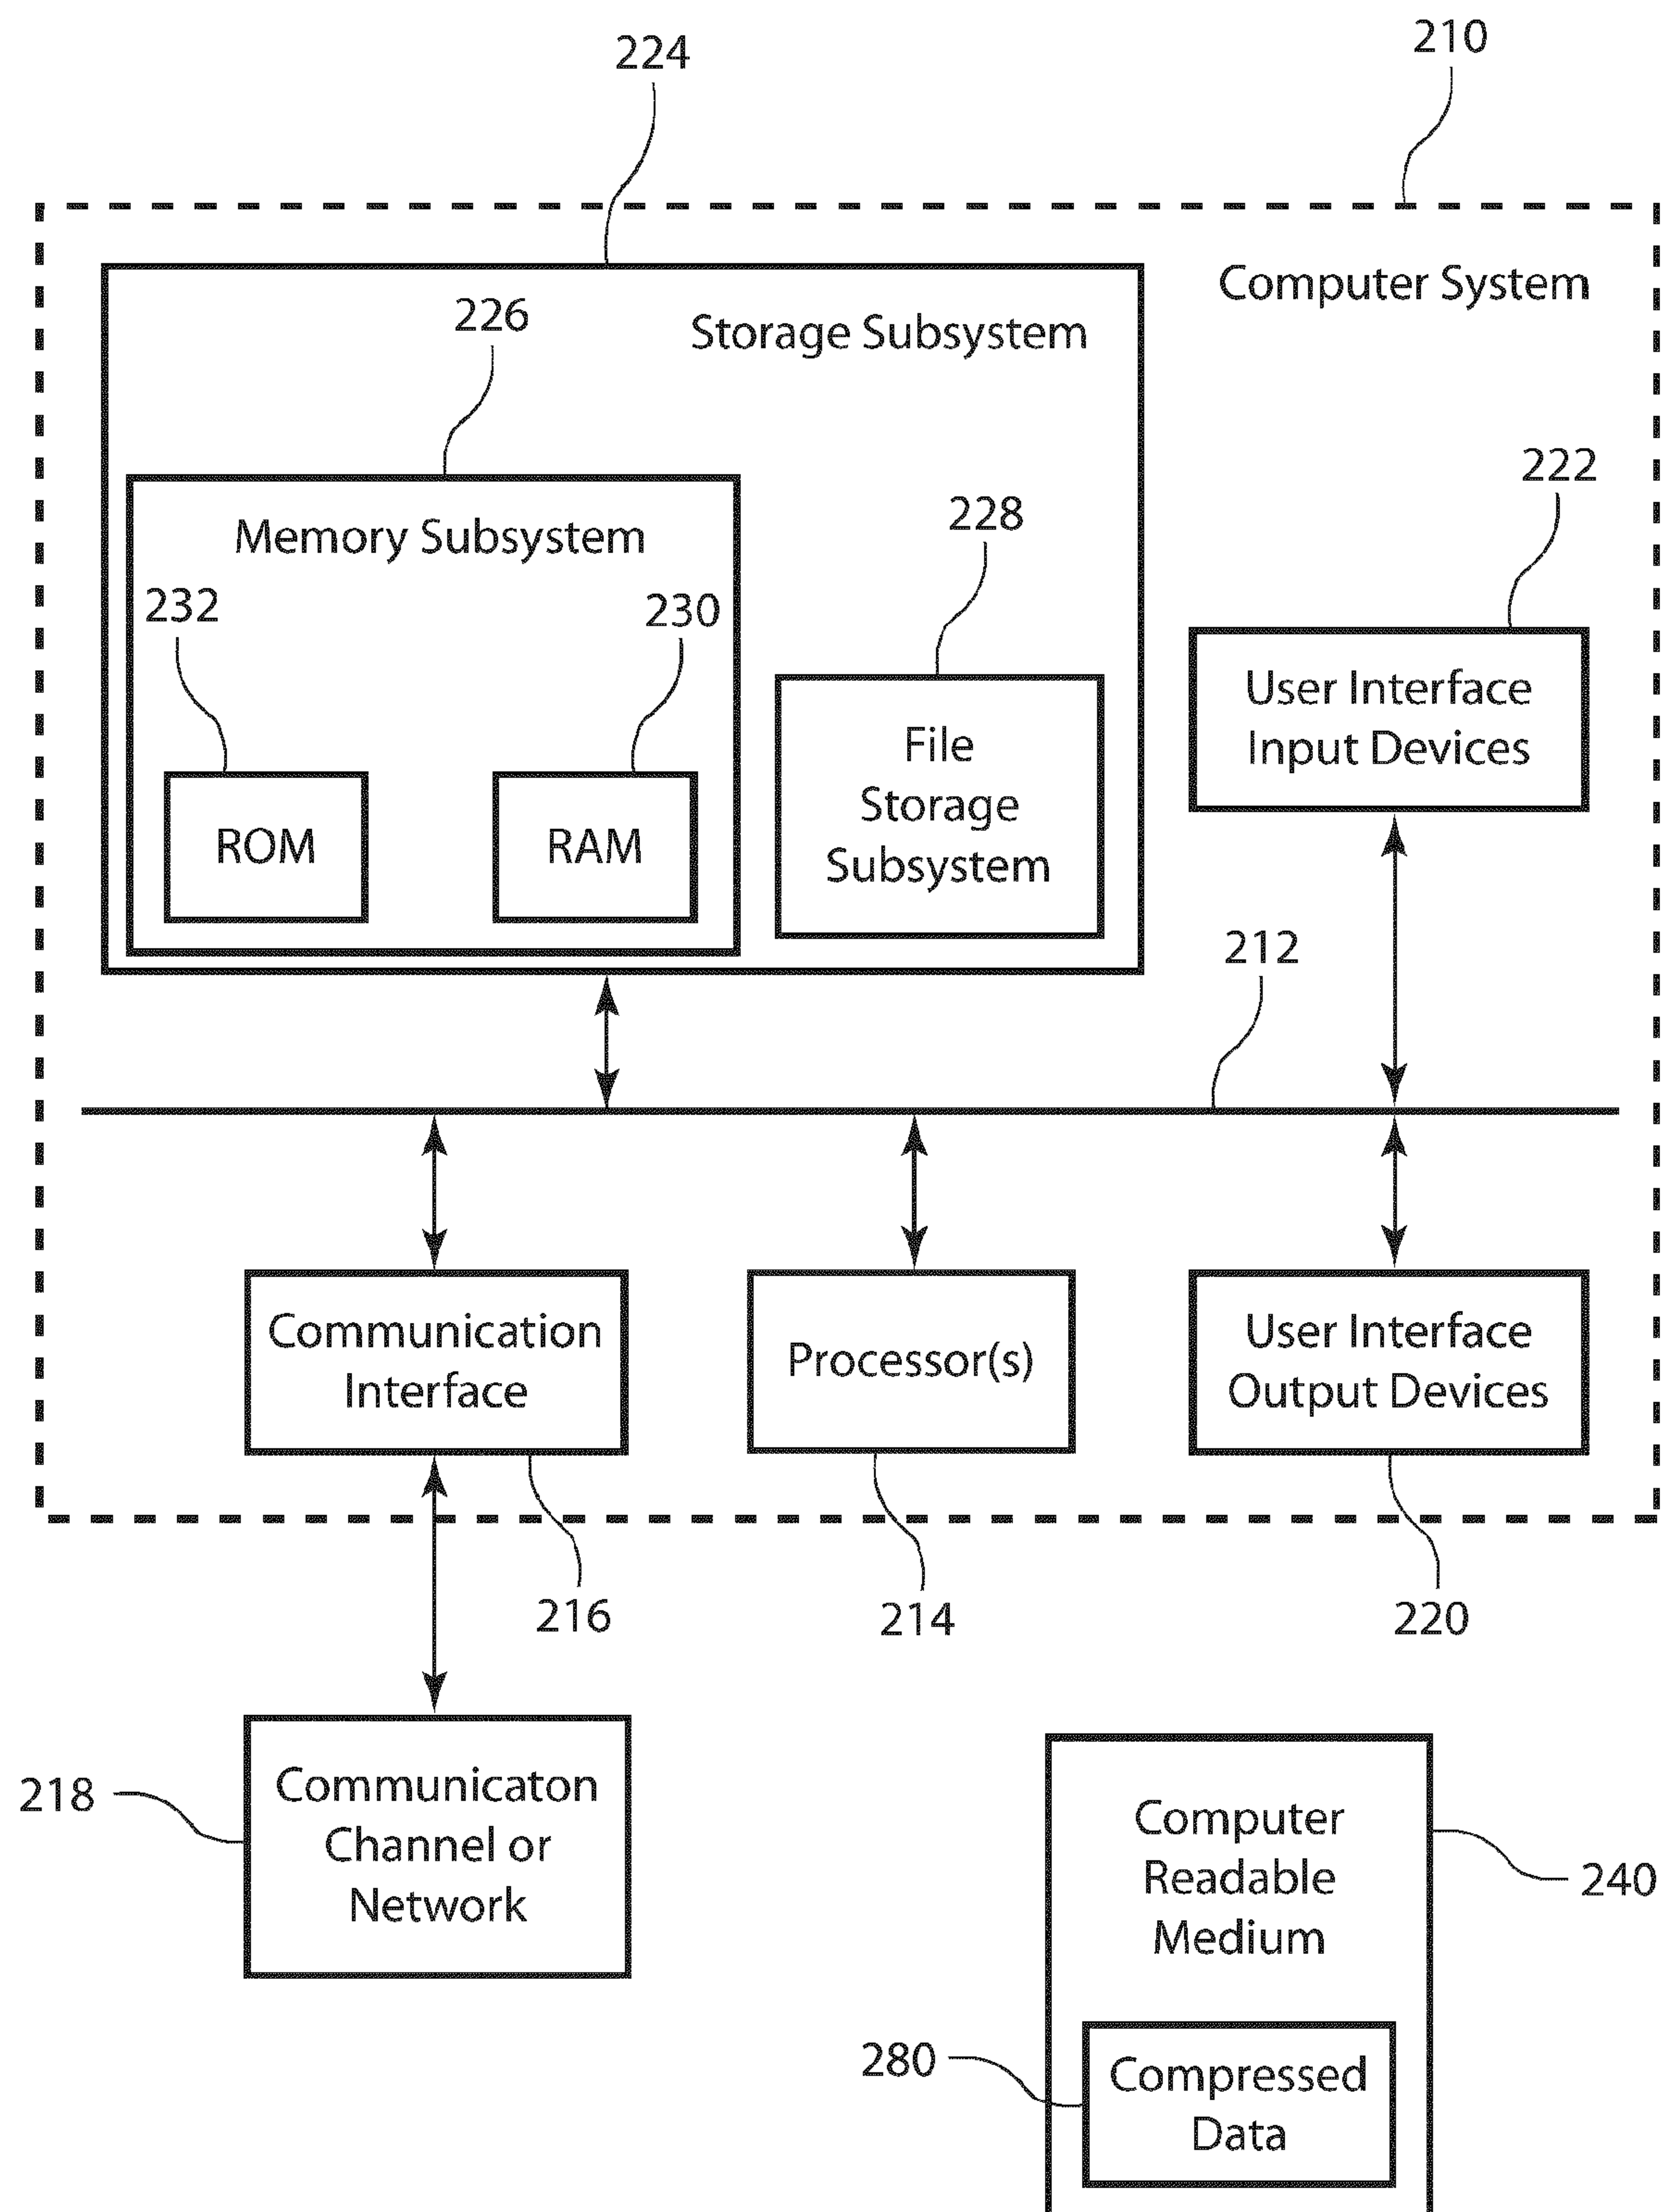 224
210
Computer System
Storage Subsystem
226
Memory Subsystem
222
228
232
230
User Interface
Input Devices
File
Storage
Subsystem
ROM
RAM
212
Communication
Interface
Processor(s)
User Interface
Output Devices
216
214
220
218
Communicaton
Channel or
Network
Computer
Readable
Medium
240
280
Compressed
Data